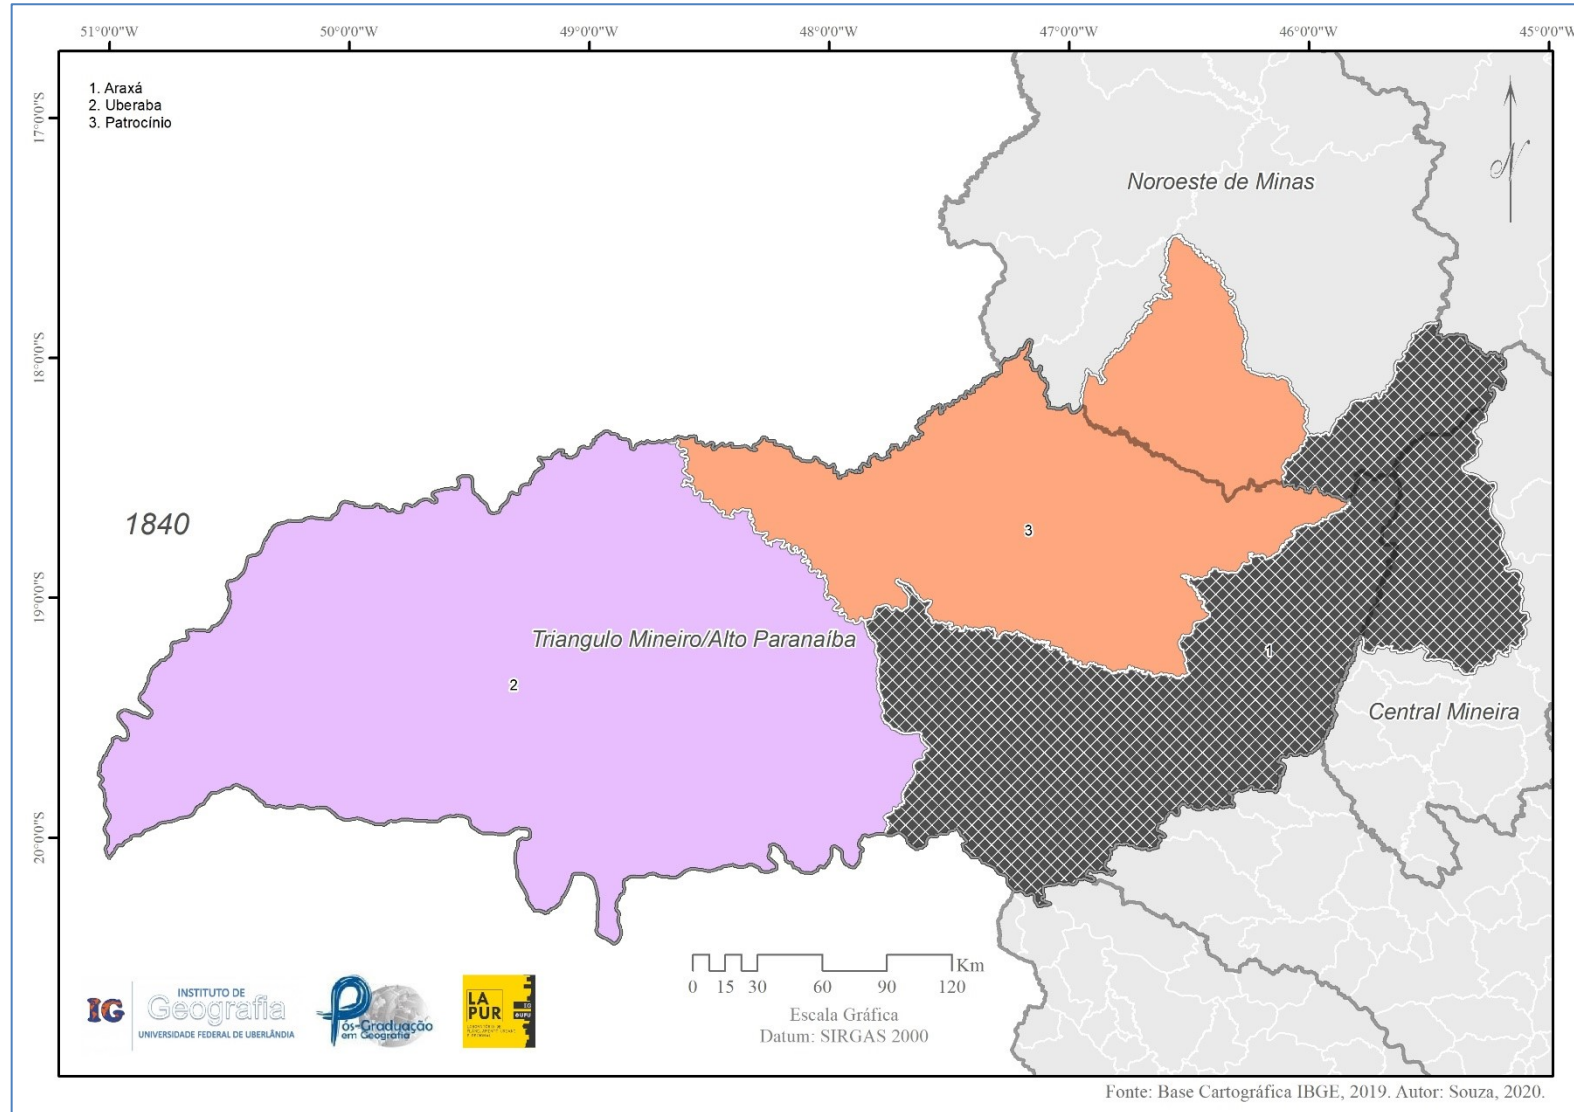 51°0'0"W 50°0'0"W 49°0'0"W 48°0'0"W 47°0'0"W 46°0'0"W 45°0'0"W
17°0'0"S
18°0'0"S
19°0'0"S
20°0'0"S
1. Araxá
2. Uberaba
3. Patrocínio
Noroeste de Minas
1840
3
Triangulo Mineiro/Alto Paranaíba
1
2
Central Mineira
Km
0 15 30 60 90 120
Escala Gráfica
Datum: SIRGAS 2000
IG
INSTITUTO DE
Geografia
UNIVERSIDADE FEDERAL DE UBERLÂNDIA
Pós-Graduação
em Geografia
LA
PUR
Fonte: Base Cartográfica IBGE, 2019. Autor: Souza, 2020.